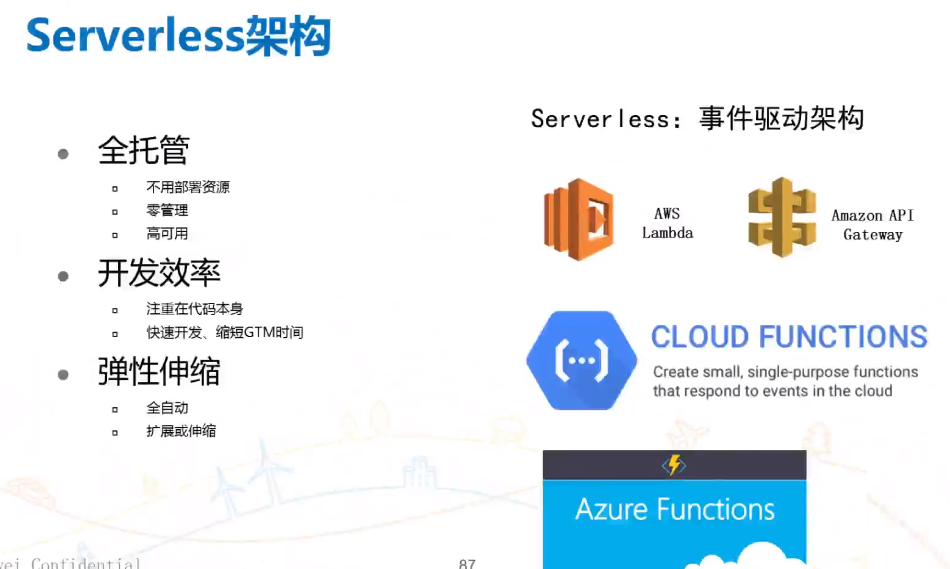 Serverless架构
全托管
不用部署资源
零管理
高可用
开发效率
注重在代码本身
快速开发、缩短GTM时间
弹性伸缩
全自动
扩展或伸缩
Serverless: 事件驱动架构
AWS
Lambda
Amazon API
Gateway
CLOUD FUNCTIONS
Create small, single-purpose functions
that respond to events in the cloud
Azure Functions
Confidential
87